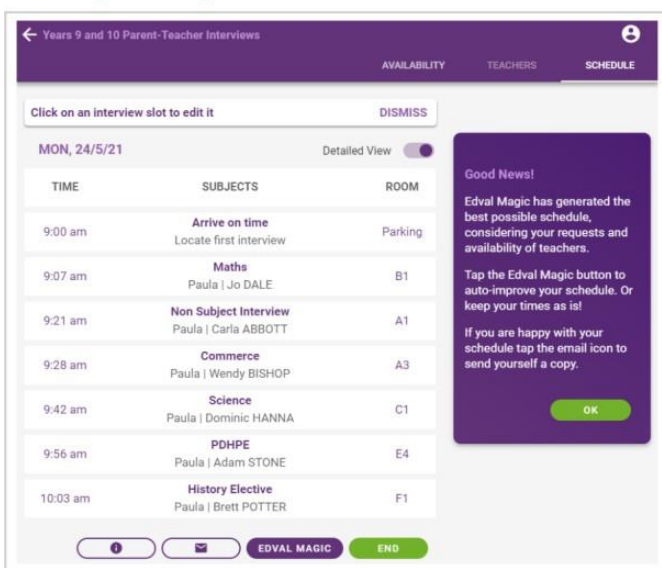 Years 9 and 10 Parent-Teacher Interviews
AVAILABILITY TEACHERS SCHEDULE
Click on an interview slot to edit it DISMISS
MON, 24/5/21 Detailed View
TIME SUBJECTS ROOM
9:00 am Arrive on time Parking
Locate first interview
9:07 am Maths B1
Paula | Jo DALE
9:21 am Non Subject Interview A1
Paula | Carla ABBOTT
9:28 am Commerce A3
Paula | Wendy BISHOP
9:42 am Science C1
Paula | Dominic HANNA
9:56 am PDHPE E4
Paula | Adam STONE
10:03 am History Elective F1
Paula | Brett POTTER
EDVAL MAGIC END
Good News!
Edval Magic has generated the
best possible schedule,
considering your requests and
availability of teachers.
Tap the Edval Magic button to
auto-improve your schedule. Or
keep your times as is!
If you are happy with your
schedule tap the email icon to
send yourself a copy.
OK